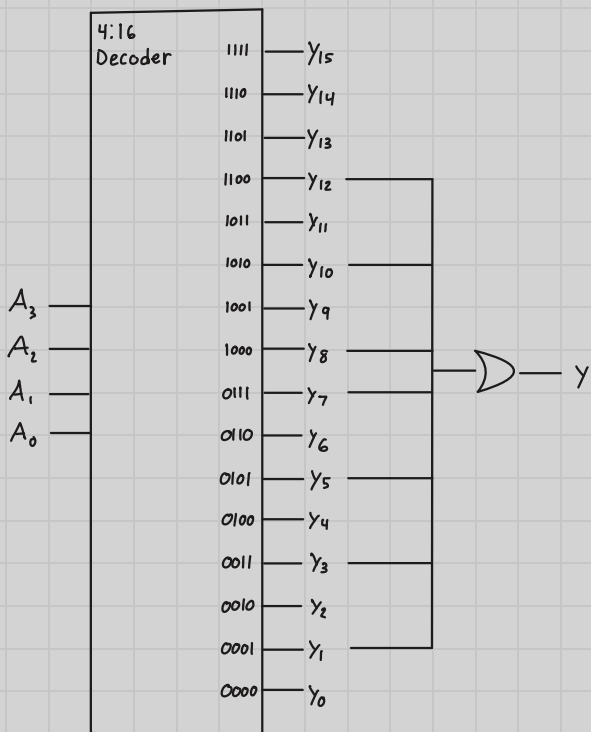 4:16
Decoder
1111 Y15
1110 Y14
1101 Y13
1100 Y12
1011 Y11
1010 Y10
A3
1001 Y9
A2
1000 Y8
Y
A1
0111 Y7
A0
0110 Y6
0101 Y5
0100 Y4
0011 Y3
0010 Y2
0001 Y1
0000 Y0